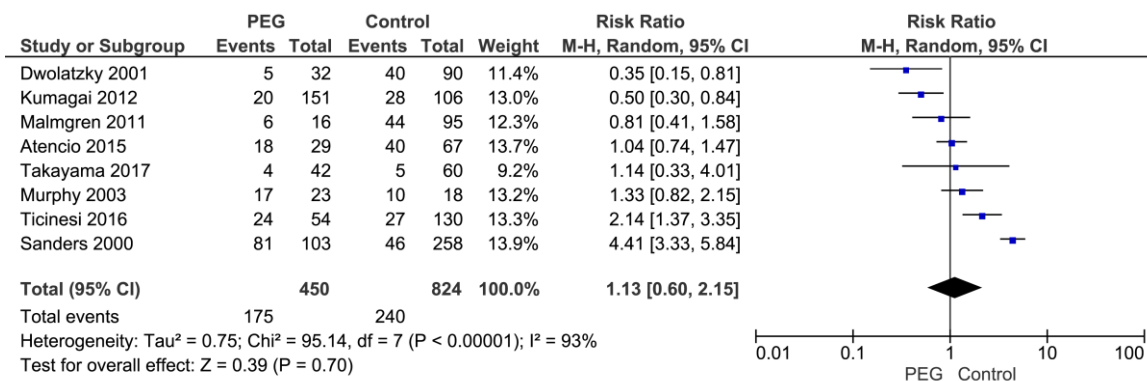 PEG Control Risk Ratio Risk Ratio
Study or Subgroup Events Total Events Total Weight M-H, Random, 95% CI M-H, Random, 95% CI
Dwolatzky 2001 5 32 40 90 11.4% 0.35 [0.15, 0.81]
Kumagai 2012 20 151 28 106 13.0% 0.50 [0.30, 0.84]
Malmgren 2011 6 16 44 95 12.3% 0.81 [0.41, 1.58]
Atencio 2015 18 29 40 67 13.7% 1.04 [0.74, 1.47]
Takayama 2017 4 42 5 60 9.2% 1.14 [0.33, 4.01]
Murphy 2003 17 23 10 18 13.2% 1.33 [0.82, 2.15]
Ticinesi 2016 24 54 27 130 13.3% 2.14 [1.37, 3.35]
Sanders 2000 81 103 46 258 13.9% 4.41 [3.33, 5.84]
Total (95% CI) 450 824 100.0% 1.13 [0.60, 2.15]
Total events 175 240
Heterogeneity: Tau² = 0.75; Chi² = 95.14, df = 7 (P < 0.00001); I² = 93%
Test for overall effect: Z = 0.39 (P = 0.70)
0.01 0.1 1 10 100
PEG Control